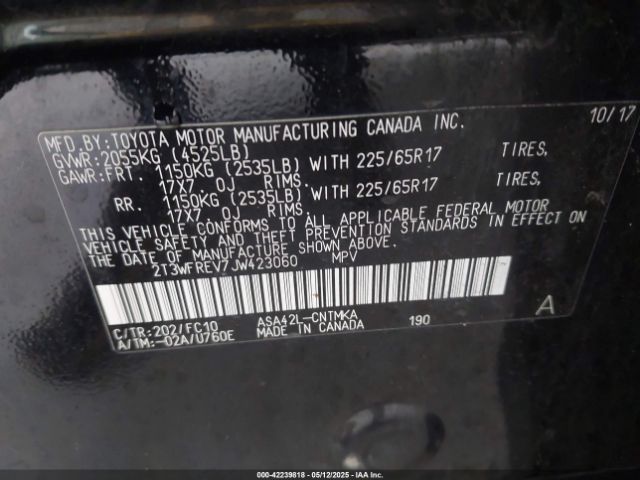 10/17
MFD.BY:TOYOTA MOTOR MANUFACTURING CANADA INC.
GVWR:2055KG (4525LB)
GAWR:FRT. 1150KG (2535LB) WITH 225/65R17 TIRES,
17X7.0J RIMS.
RR. 1150KG (2535LB) WITH 225/65R17 TIRES,
17X7.0J RIMS.
THIS VEHICLE CONFORMS TO ALL APPLICABLE FEDERAL MOTOR
VEHICLE SAFETY AND THEFT PREVENTION STANDARDS IN EFFECT ON
THE DATE OF MANUFACTURE SHOWN ABOVE.
2T3WFREV7JW423060 MPV
C/TR:202/FC10 ASA42L-CNTMKA 190 A
A/TM:-02A/U760E MADE IN CANADA
000-42239818 - 05/12/2025 - IAA Inc.